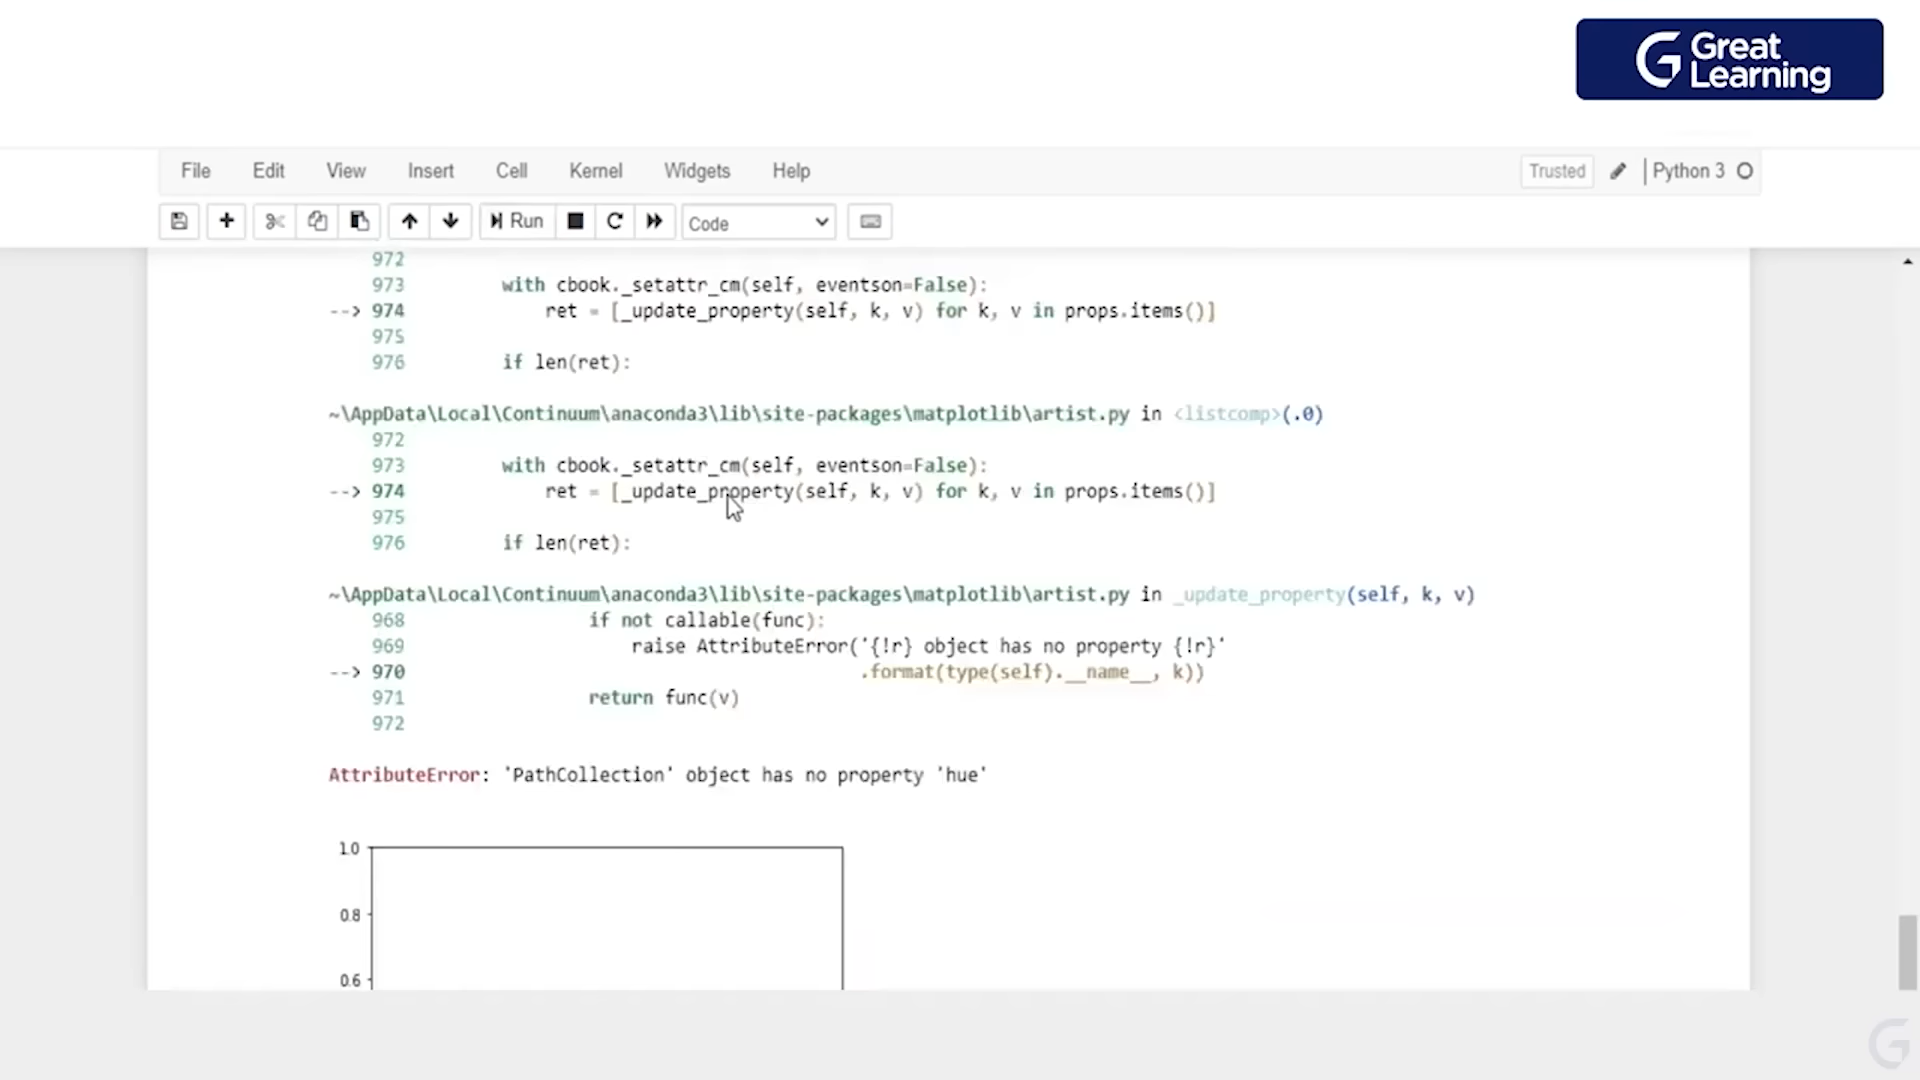 Great
Learning
File Edit View Insert Cell Kernel Widgets Help Trusted Python 3
Run Code
972
973 with cbook._setattr_cm(self, eventson=False):
--> 974 ret = [_update_property(self, k, v) for k, v in props.items()]
975
976 if len(ret):
~\AppData\Local\Continuum\anaconda3\lib\site-packages\matplotlib\artist.py in <listcomp>(.0)
972
973 with cbook._setattr_cm(self, eventson=False):
--> 974 ret = [_update_property(self, k, v) for k, v in props.items()]
975
976 if len(ret):
~\AppData\Local\Continuum\anaconda3\lib\site-packages\matplotlib\artist.py in _update_property(self, k, v)
968 if not callable(func):
969 raise AttributeError('{!r} object has no property {!r}'
--> 970 .format(type(self).__name__, k))
971 return func(v)
972
AttributeError: 'PathCollection' object has no property 'hue'
1.0
0.8
0.6